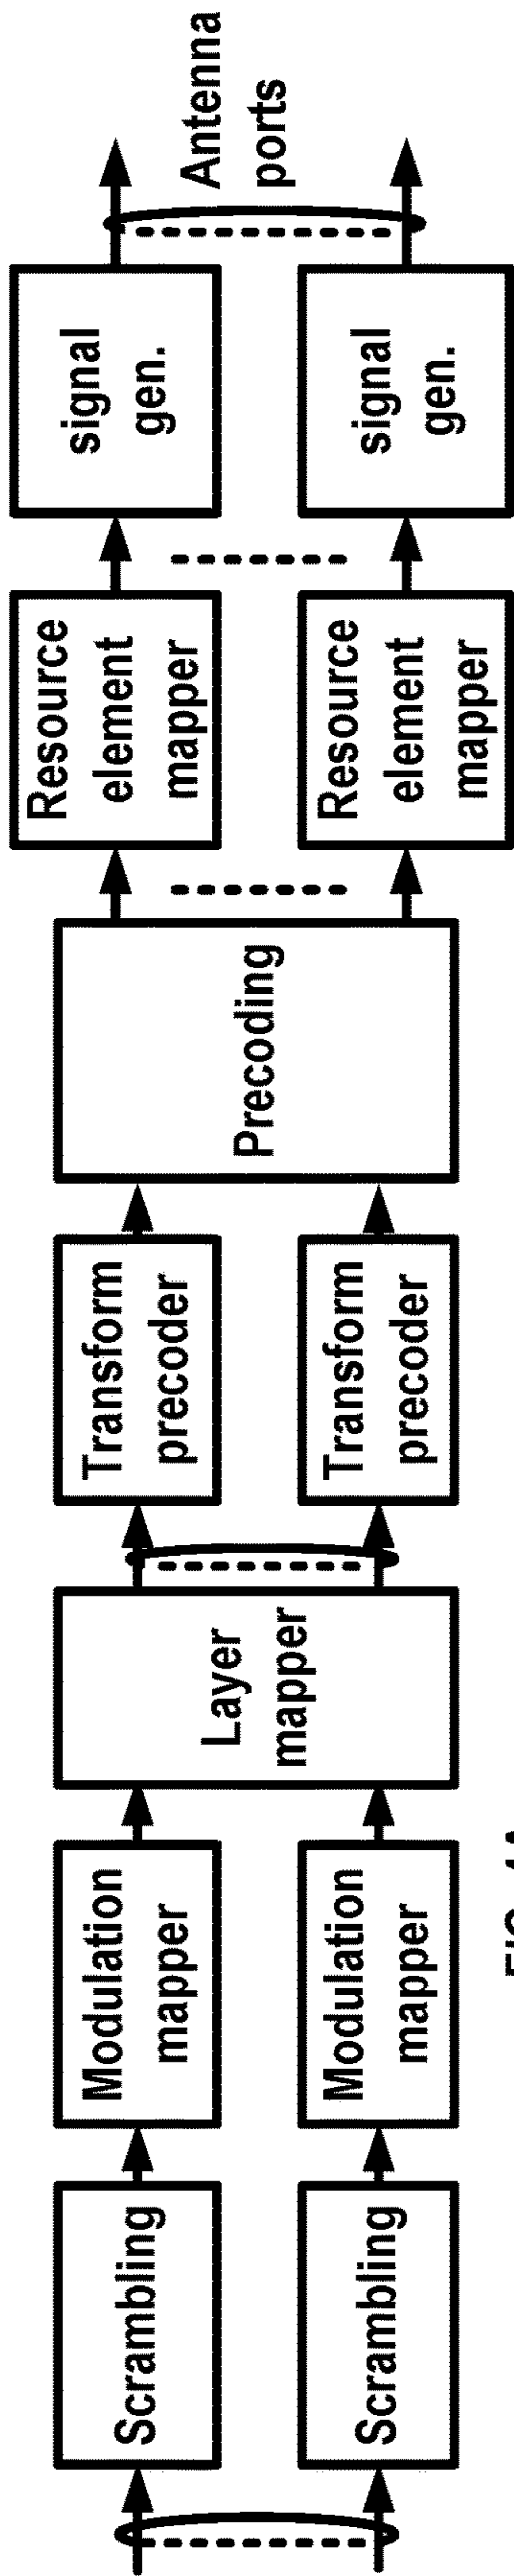 Scrambling
Scrambling
Modulation
mapper
Modulation
mapper
Layer
mapper
Transform
precoder
Transform
precoder
Precoding
Resource
element
mapper
Resource
element
mapper
signal
gen.
signal
gen.
Antenna
ports